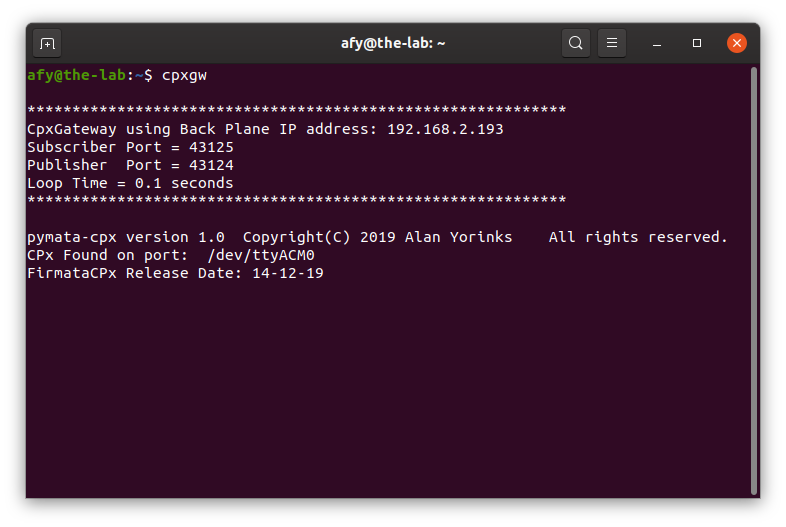 afy@the-lab: ~
afy@the-lab:~$ cpxgw
************************************************************
CpxGateway using Back Plane IP address: 192.168.2.193
Subscriber Port = 43125
Publisher  Port = 43124
Loop Time = 0.1 seconds
************************************************************
pymata-cpx version 1.0  Copyright(C) 2019 Alan Yorinks    All rights reserved.
CPx Found on port:  /dev/ttyACM0
FirmataCPx Release Date: 14-12-19